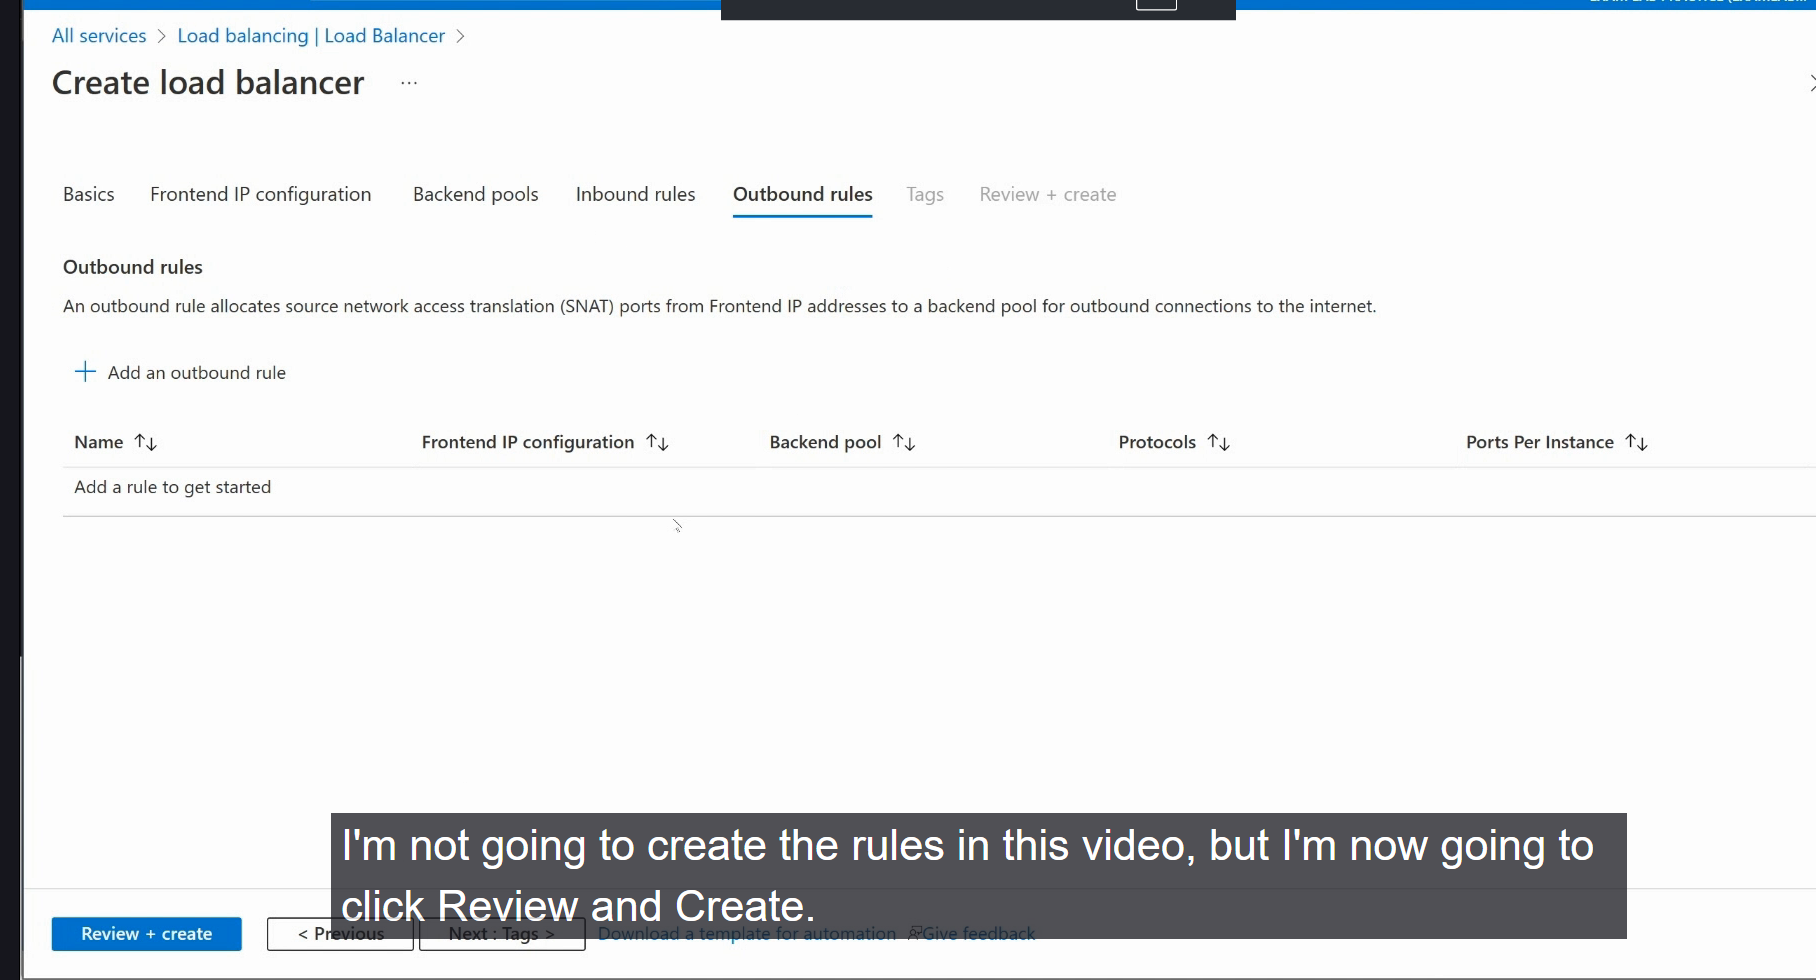 All services > Load balancing | Load Balancer >
Create load balancer ...
Basics Frontend IP configuration Backend pools Inbound rules Outbound rules Tags Review + create
Outbound rules
An outbound rule allocates source network access translation (SNAT) ports from Frontend IP addresses to a backend pool for outbound connections to the internet.
+ Add an outbound rule
Name ↑↓ Frontend IP configuration ↑↓ Backend pool ↑↓ Protocols ↑↓ Ports Per Instance ↑↓
Add a rule to get started
I'm not going to create the rules in this video, but I'm now going to
click Review and Create.
Review + create < Previous Next : Tags > Download a template for automation Give feedback